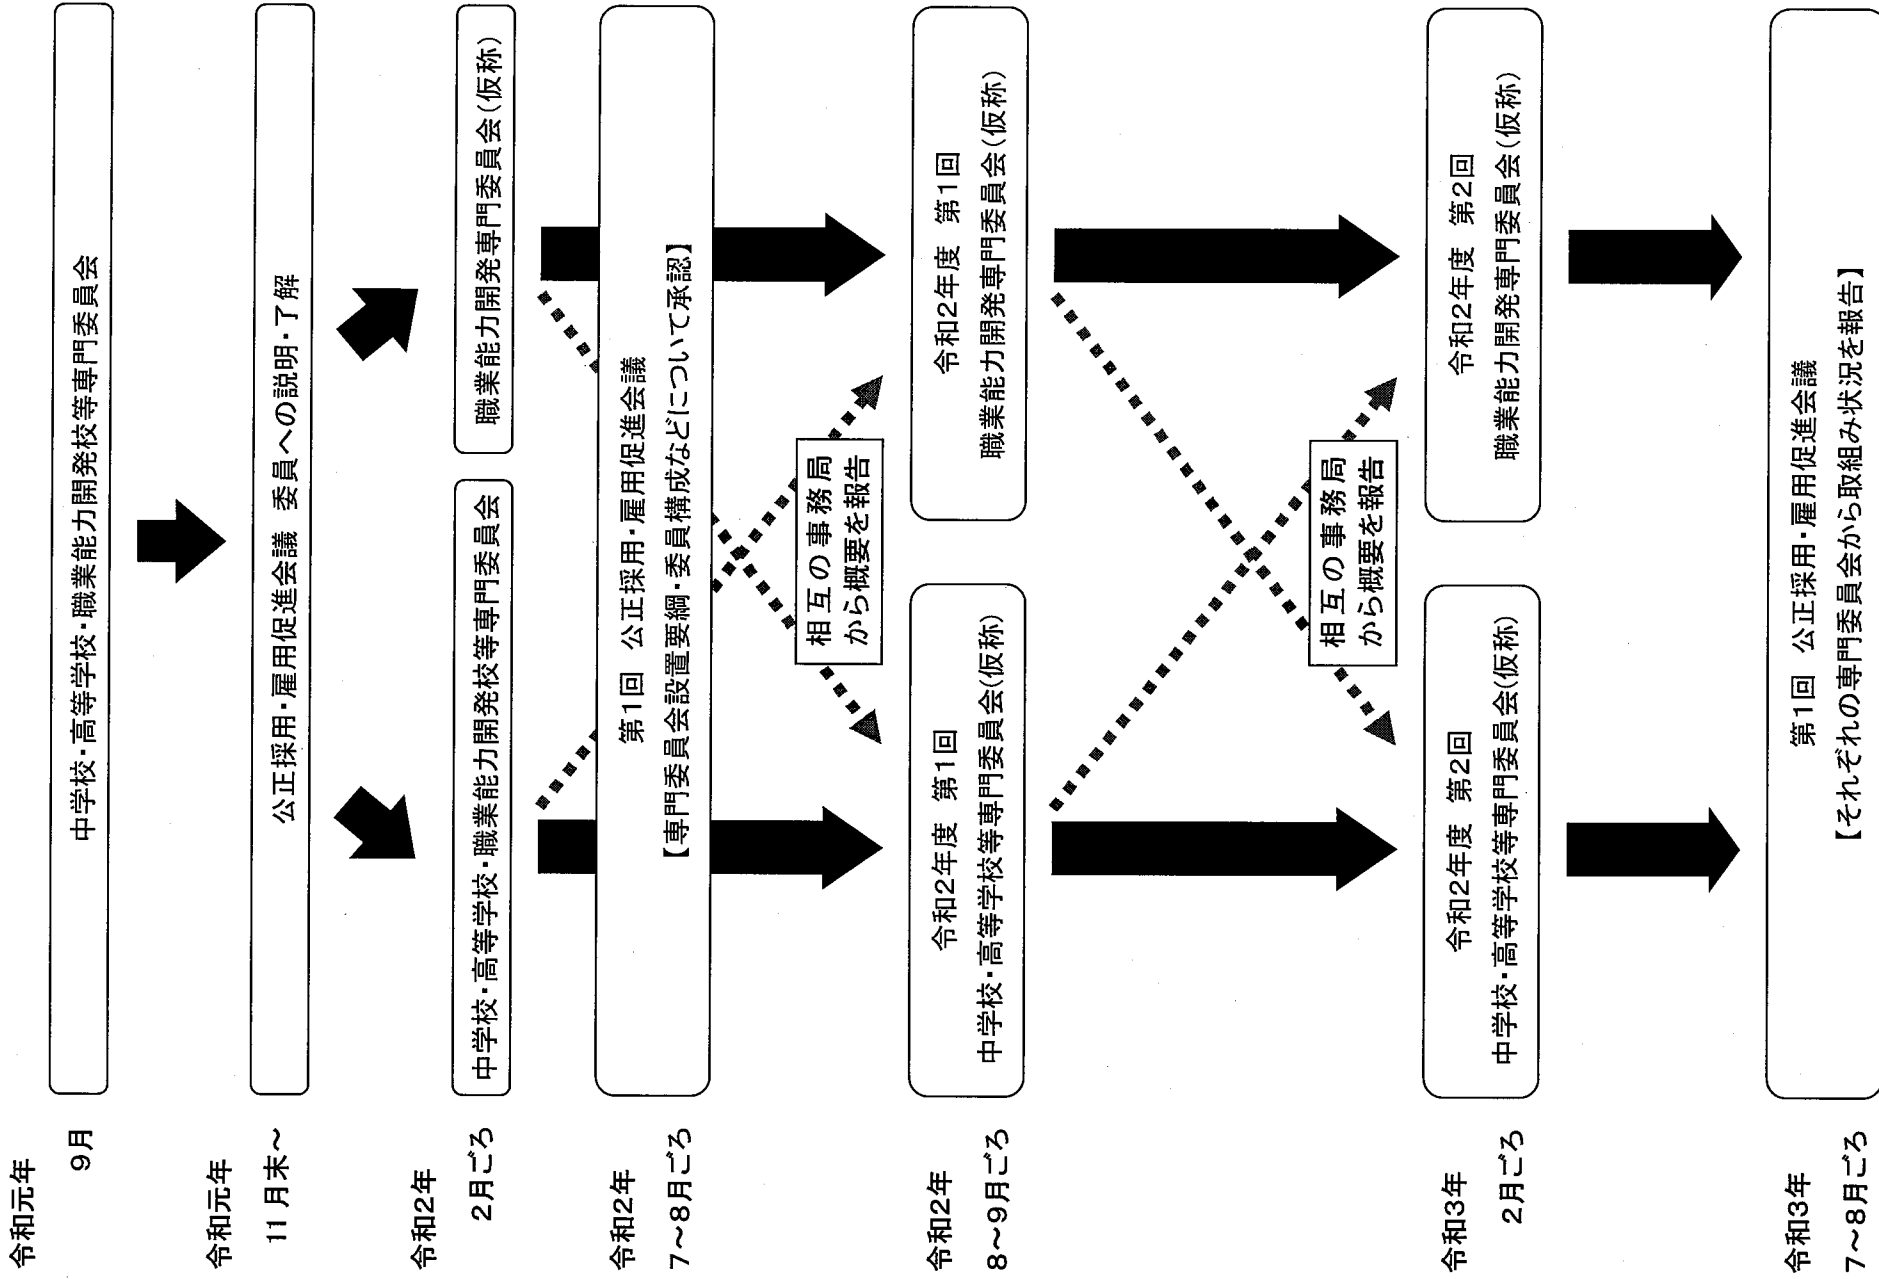 令和元年
9月
中学校・高等学校・職業能力開発校等専門委員会
令和元年
11月末～
公正採用・雇用促進会議 委員への説明・了解
令和2年
2月ごろ
中学校・高等学校・職業能力開発校等専門委員会
職業能力開発専門委員会(仮称)
令和2年
7～8月ごろ
第1回 公正採用・雇用促進会議
【専門委員会設置要綱・委員構成などについて承認】
相互の事務局
から概要を報告
令和2年
8～9月ごろ
令和2年度 第1回
中学校・高等学校等専門委員会(仮称)
令和2年度 第1回
職業能力開発専門委員会(仮称)
相互の事務局
から概要を報告
令和3年
2月ごろ
令和2年度 第2回
中学校・高等学校等専門委員会(仮称)
令和2年度 第2回
職業能力開発専門委員会(仮称)
令和3年
7～8月ごろ
第1回 公正採用・雇用促進会議
【それぞれの専門委員会から取組み状況を報告】